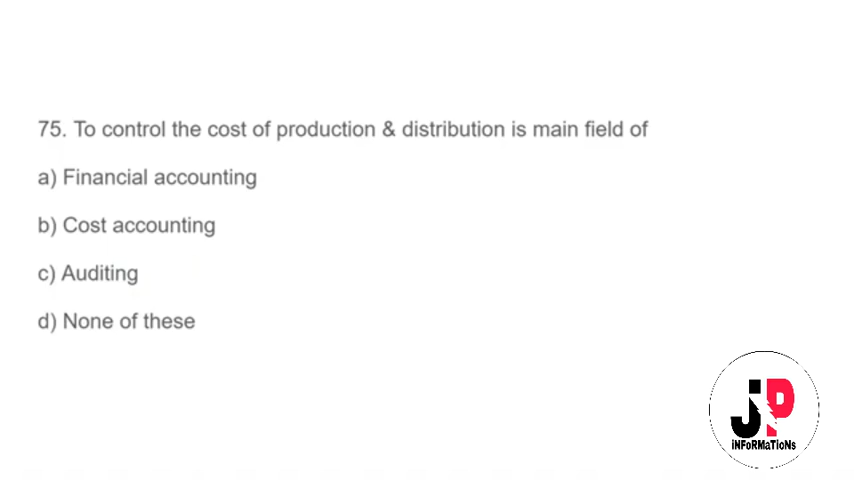 75. To control the cost of production & distribution is main field of
a) Financial accounting
b) Cost accounting
c) Auditing
d) None of these
JP
iNFoRMaTioNs